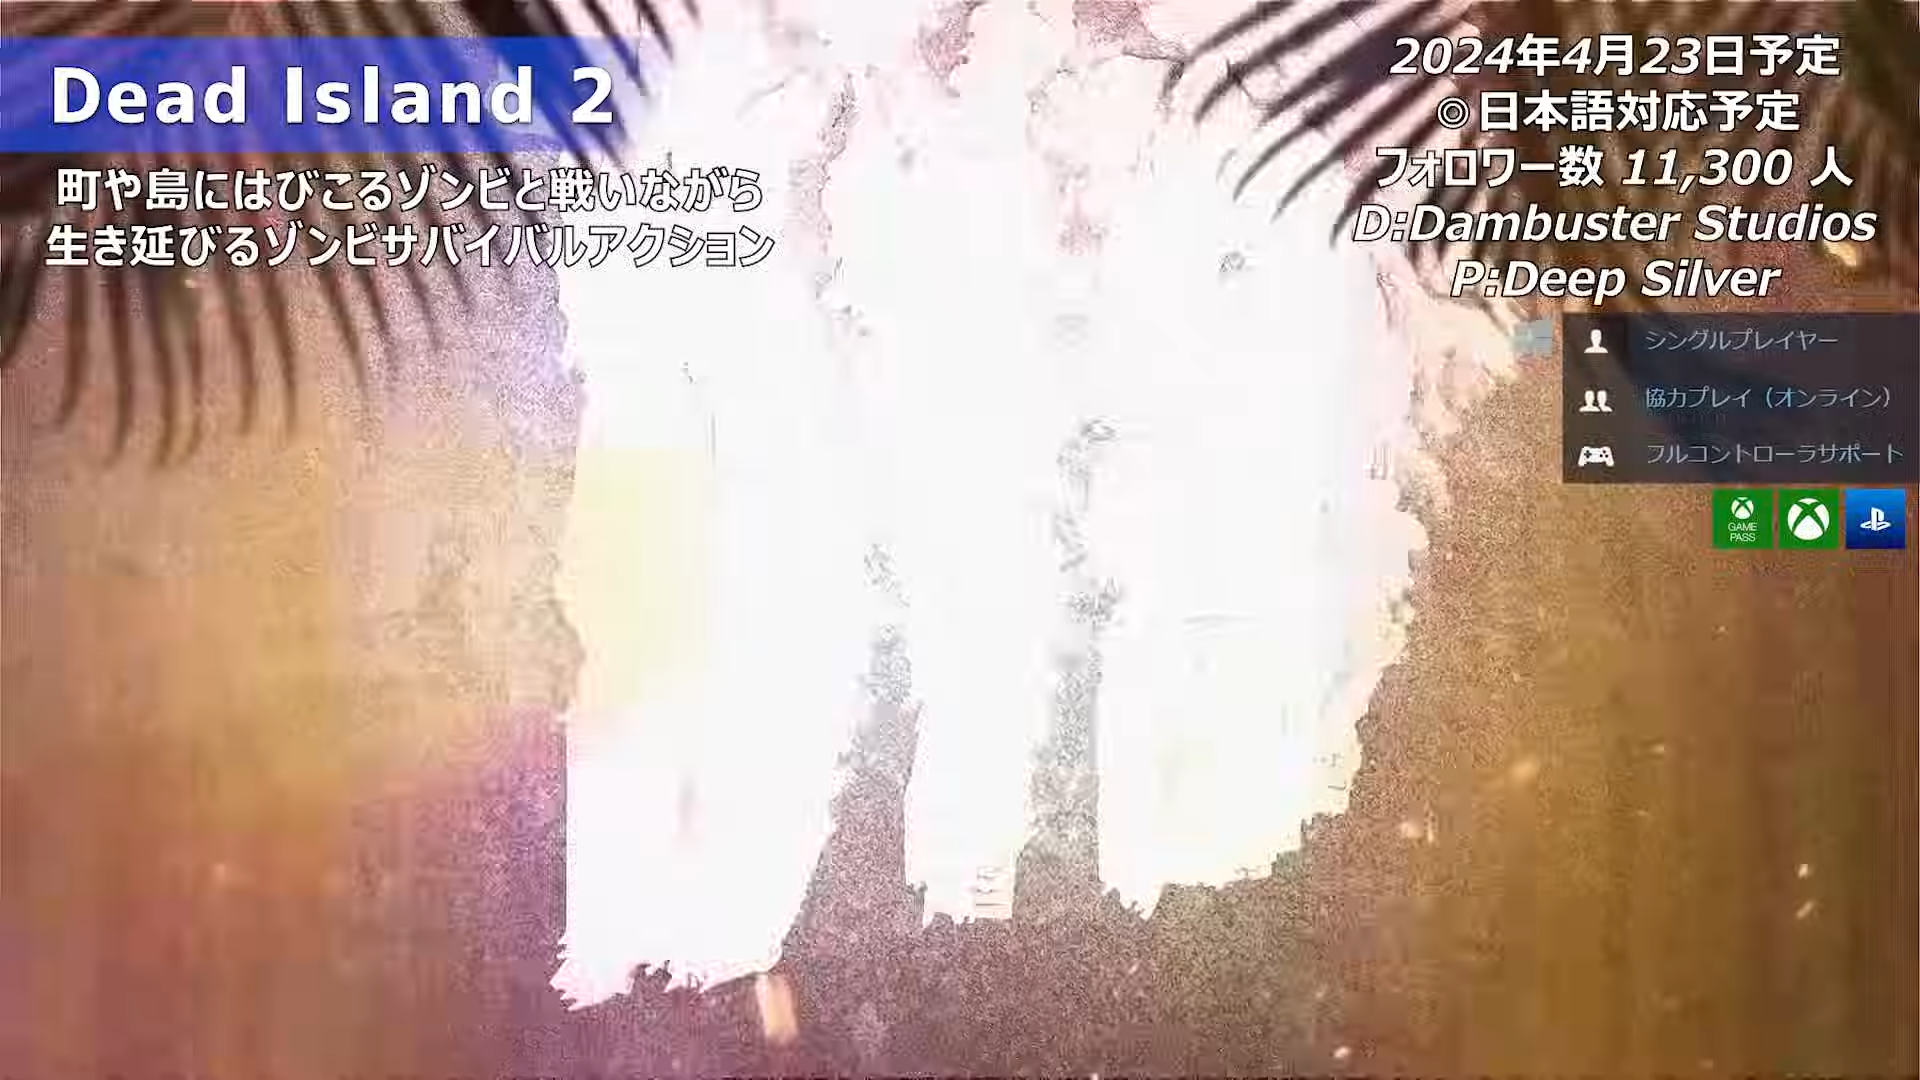 Dead Island 2
町や島にはびこるゾンビと戦いながら
生き延びるゾンビサバイバルアクション
2024年4月23日予定
◎日本語対応予定
フォロワー数 11,300 人
D:Dambuster Studios
P:Deep Silver
シングルプレイヤー
協力プレイ（オンライン）
フルコントローラサポート
GAME
PASS